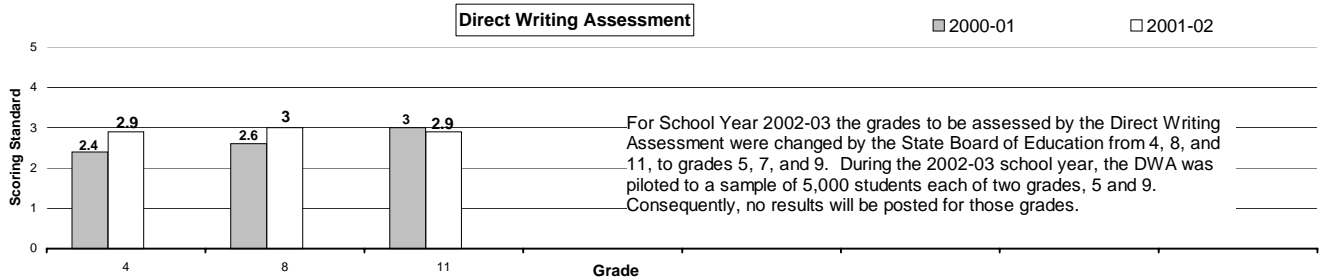 Direct Writing Assessment
2000-01 2001-02
5
4
3
2
1
0
Scoring Standard
2.4 2.9 2.6 3 3 2.9
4 8 11
Grade
For School Year 2002-03 the grades to be assessed by the Direct Writing
Assessment were changed by the State Board of Education from 4, 8, and
11, to grades 5, 7, and 9. During the 2002-03 school year, the DWA was
piloted to a sample of 5,000 students each of two grades, 5 and 9.
Consequently, no results will be posted for those grades.